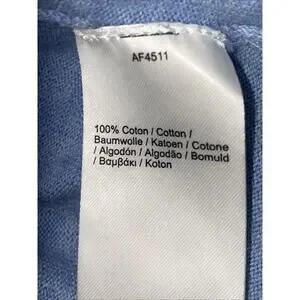 AF4511
100% Coton / Cotton /
Baumwolle / Katoen / Cotone
/ Algodón / Algodão / Bomuld
/ Βαμβάκι / Koton